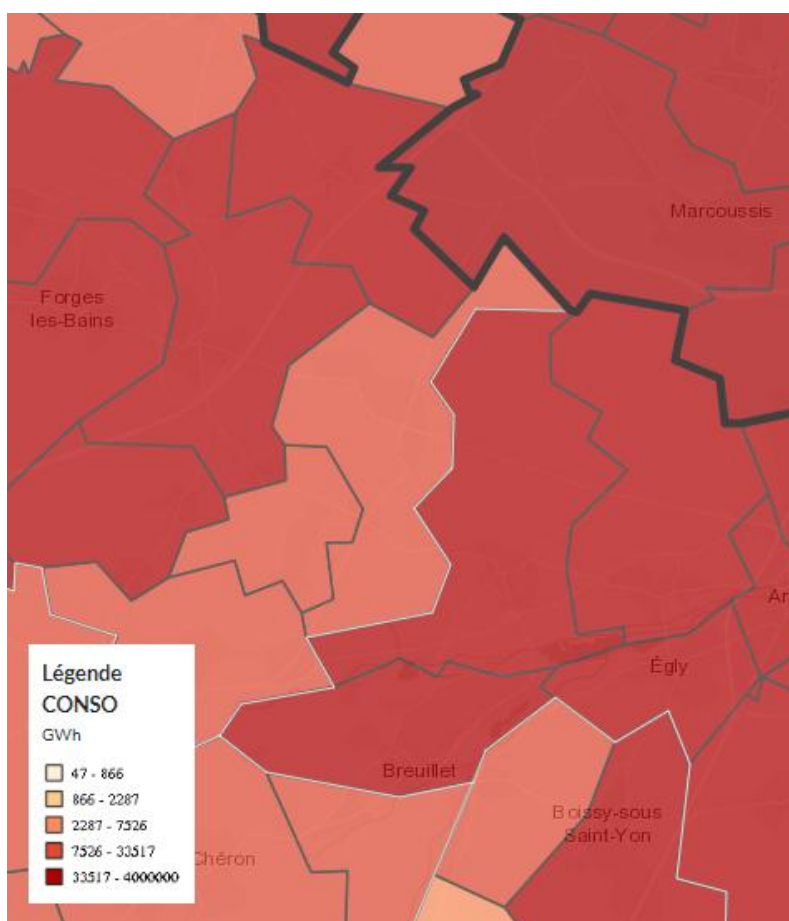 Marcoussis
Forges
les-Bains
Ar
Égly
Breuillet
Boissy-sous
Saint-Yon
Chéron
Légende
CONSO
GWh
47 - 866
866 - 2287
2287 - 7526
7526 - 33517
33517 - 4000000